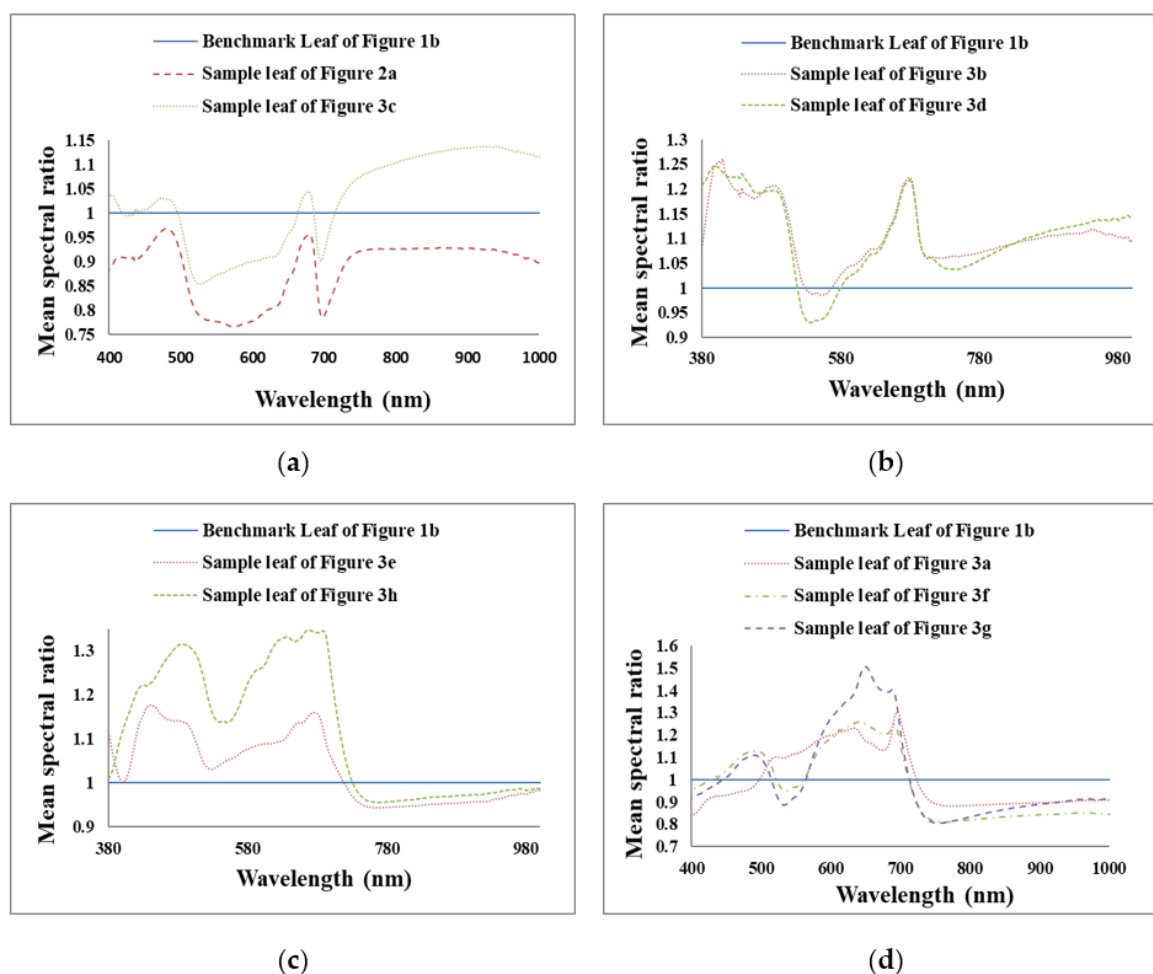 Benchmark Leaf of Figure 1b
Sample leaf of Figure 2a
Sample leaf of Figure 3c
Mean spectral ratio
1.15
1.1
1.05
1
0.95
0.9
0.85
0.8
0.75
400 500 600 700 800 900 1000
Wavelength (nm)
(a)
Benchmark Leaf of Figure 1b
Sample leaf of Figure 3b
Sample leaf of Figure 3d
Mean spectral ratio
1.3
1.25
1.2
1.15
1.1
1.05
1
0.95
0.9
380 580 780 980
Wavelength (nm)
(b)
Benchmark Leaf of Figure 1b
Sample leaf of Figure 3e
Sample leaf of Figure 3h
Mean spectral ratio
1.3
1.2
1.1
1
0.9
380 580 780 980
Wavelength (nm)
(c)
Benchmark Leaf of Figure 1b
Sample leaf of Figure 3a
Sample leaf of Figure 3f
Sample leaf of Figure 3g
Mean spectral ratio
1.6
1.5
1.4
1.3
1.2
1.1
1
0.9
0.8
0.7
400 500 600 700 800 900 1000
Wavelength (nm)
(d)